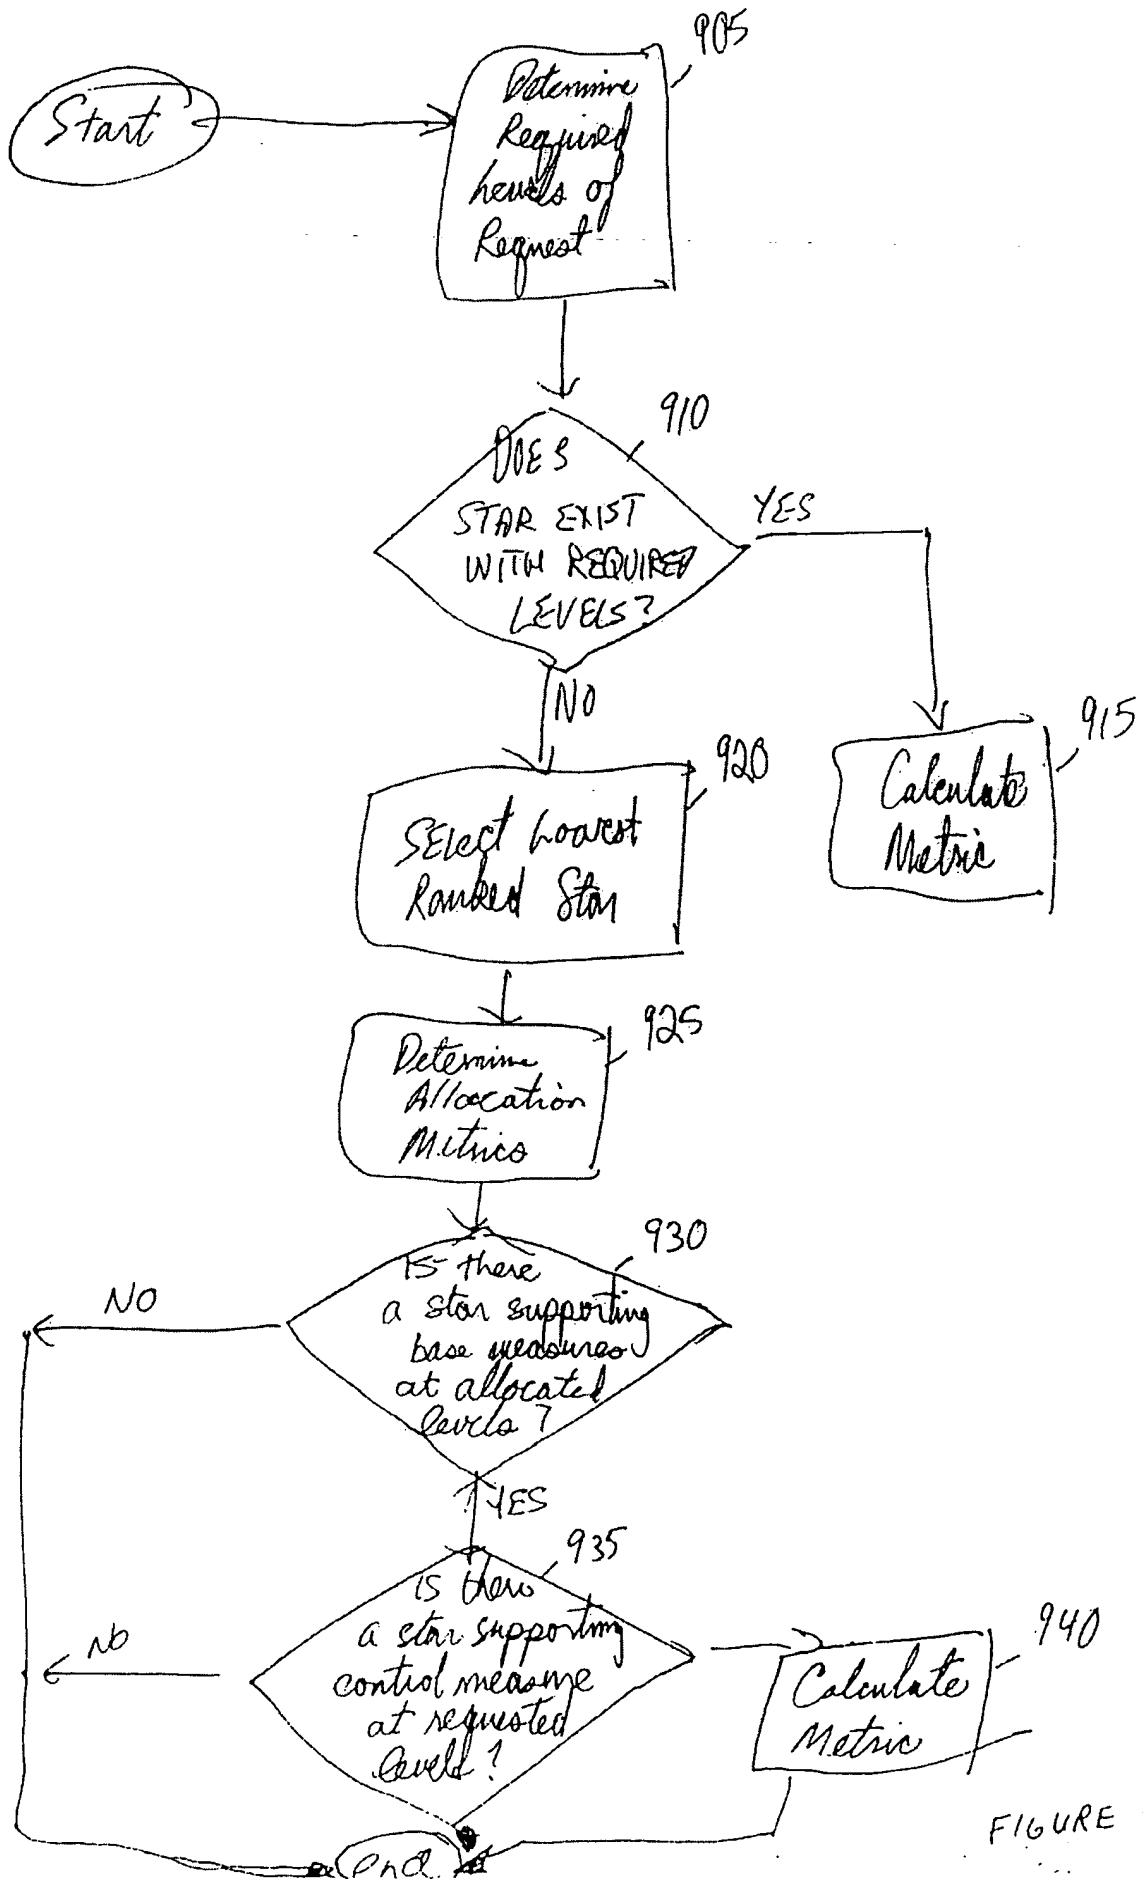 905
Start
Determine
Required
Levels of
Request
910
DOES
STAR EXIST
WITH REQUIRED
LEVELS?
YES
NO
915
Calculate
Metric
920
SElect Lowest
Ranked Star
925
Determine
Allocation
Metrics
930
Is there
a star supporting
base measures
at allocated
levels?
NO
YES
935
Is there
a star supporting
control measure
at requested
levels?
NO
940
Calculate
Metric
End
FIGURE